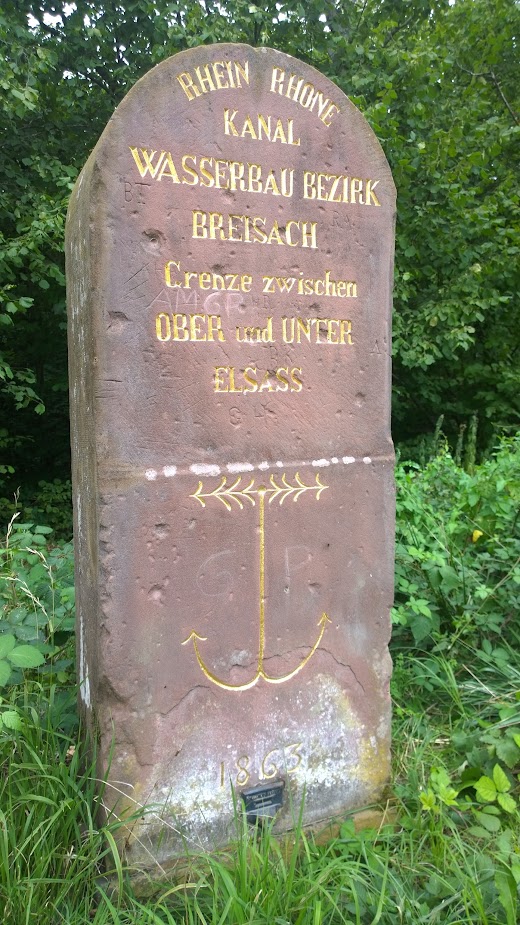 RHEIN RHONE
KANAL
WASSERBAU BEZIRK
BREISACH
Grenze zwischen
OBER und UNTER
ELSASS
G P
1863